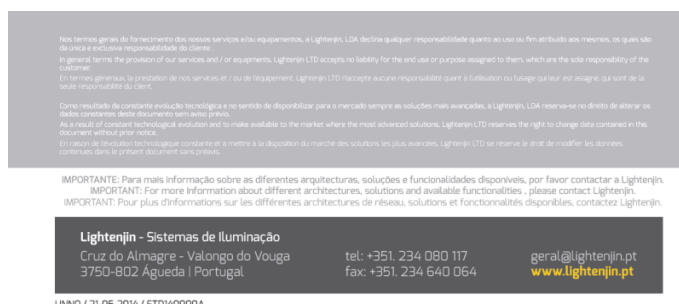 Nos termos gerais do fornecimento dos nossos serviços e/ou equipamentos, a Lightenjin, LDA declina qualquer responsabilidade quanto ao uso ou fim atribuido aos mesmos, os quais são
da única e exclusiva responsabilidade do cliente .
In general terms the provision of our services and / or equipments, Lightenjin LTD accepts no liability for the end use or purpose assigned to them, which are the sole responsibility of the
customer.
En termes généraux, la prestation de nos services et / ou de l'équipement. Lightenjin LTD n'accepte aucune responsabilité quant à l'utilisation ou l'usage qui leur est assigné, qui sont de la
seule responsabilité du client.
Como resultado da constante evolução tecnológica e no sentido de disponibilizar para o mercado sempre as soluções mais avançadas, a Lightenjin, LDA reserva-se no direito de alterar os
dados constantes deste documento sem aviso prévio.
As a result of constant technological evolution and to make available to the market where the most advanced solutions, Lightenjin LTD reserves the right to change data contained in this
document without prior notice.
En raison de l'évolution technologique constante et a mettre à la disposition du marché des solutions les plus avancées, Lightenjin LTD se réserve le droit de modifier les données
contenues dans le présent document sans préavis.
IMPORTANTE: Para mais informação sobre as diferentes arquitecturas, soluções e funcionalidades disponíveis, por favor contactar a Lightenjin.
IMPORTANT: For more Information about different architectures, solutions and available functionalities , please contact Lightenjin.
IMPORTANT: Pour plus d'informations sur les différentes architectures de réseau, solutions et fonctionnalités disponibles, contactez Lightenjin.
Lightenjin - Sistemas de Iluminação
Cruz do Almagre - Valongo do Vouga
tel: +351. 234 080 117
geral@lightenjin.pt
3750-802 Águeda | Portugal
fax: +351. 234 640 064
www.lightenjin.pt